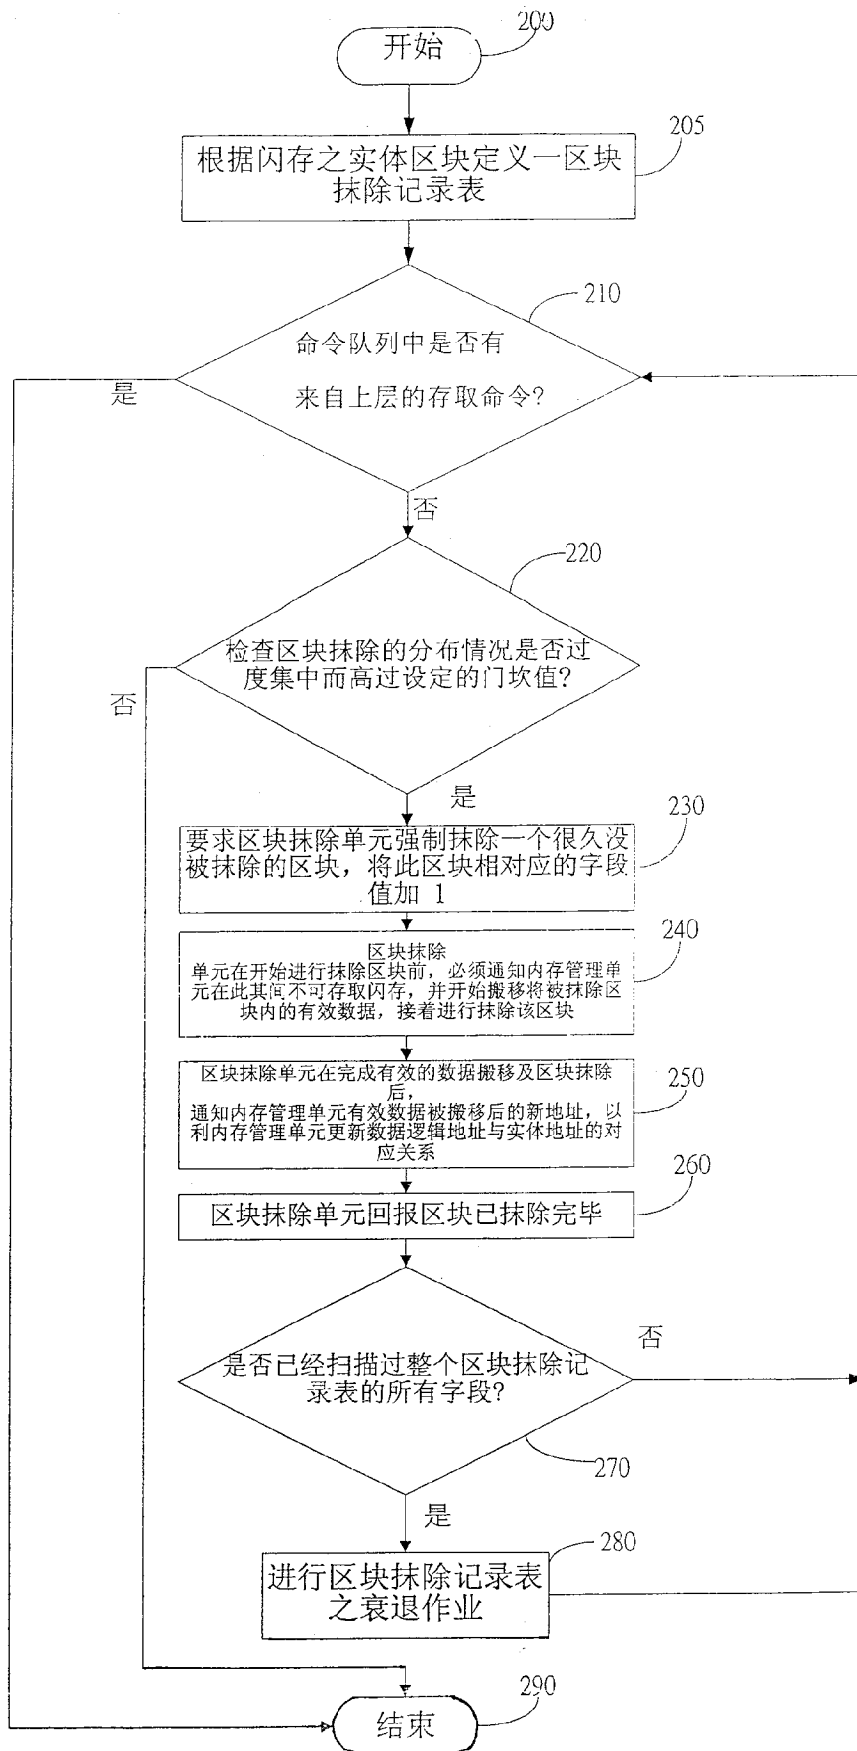 200
开始
205
根据闪存之实体区块定义一区块
抹除记录表
210
命令队列中是否有
来自上层的存取命令?
是
否
220
检查区块抹除的分布情况是否过
度集中而高过设定的门坎值?
否
是
230
要求区块抹除单元强制抹除一个很久没
被抹除的区块，将此区块相对应的字段
值加 1
240
区块抹除
单元在开始进行抹除区块前，必须通知内存管理单
元在此其间不可存取闪存，并开始搬移将被抹除区
块内的有效数据，接着进行抹除该区块
250
区块抹除单元在完成有效的数据搬移及区块抹除
后，
通知内存管理单元有效数据被搬移后的新地址，以
利内存管理单元更新数据逻辑地址与实体地址的对
应关系
260
区块抹除单元回报区块已抹除完毕
否
是否已经扫描过整个区块抹除记
录表的所有字段?
270
是
280
进行区块抹除记录表
之衰退作业
290
结束